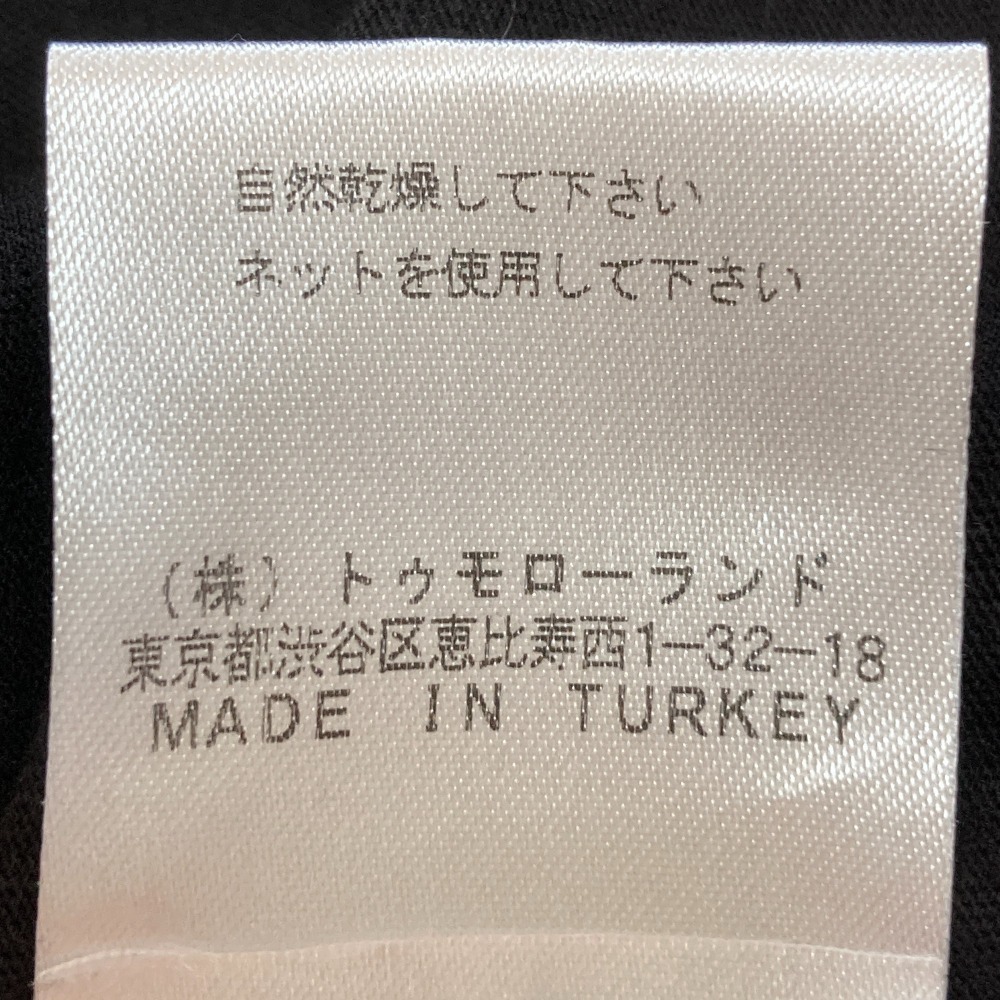 自然乾燥して下さい
ネットを使用して下さい
（株）トゥモローランド
東京都渋谷区恵比寿西1―32―18
MADE IN TURKEY